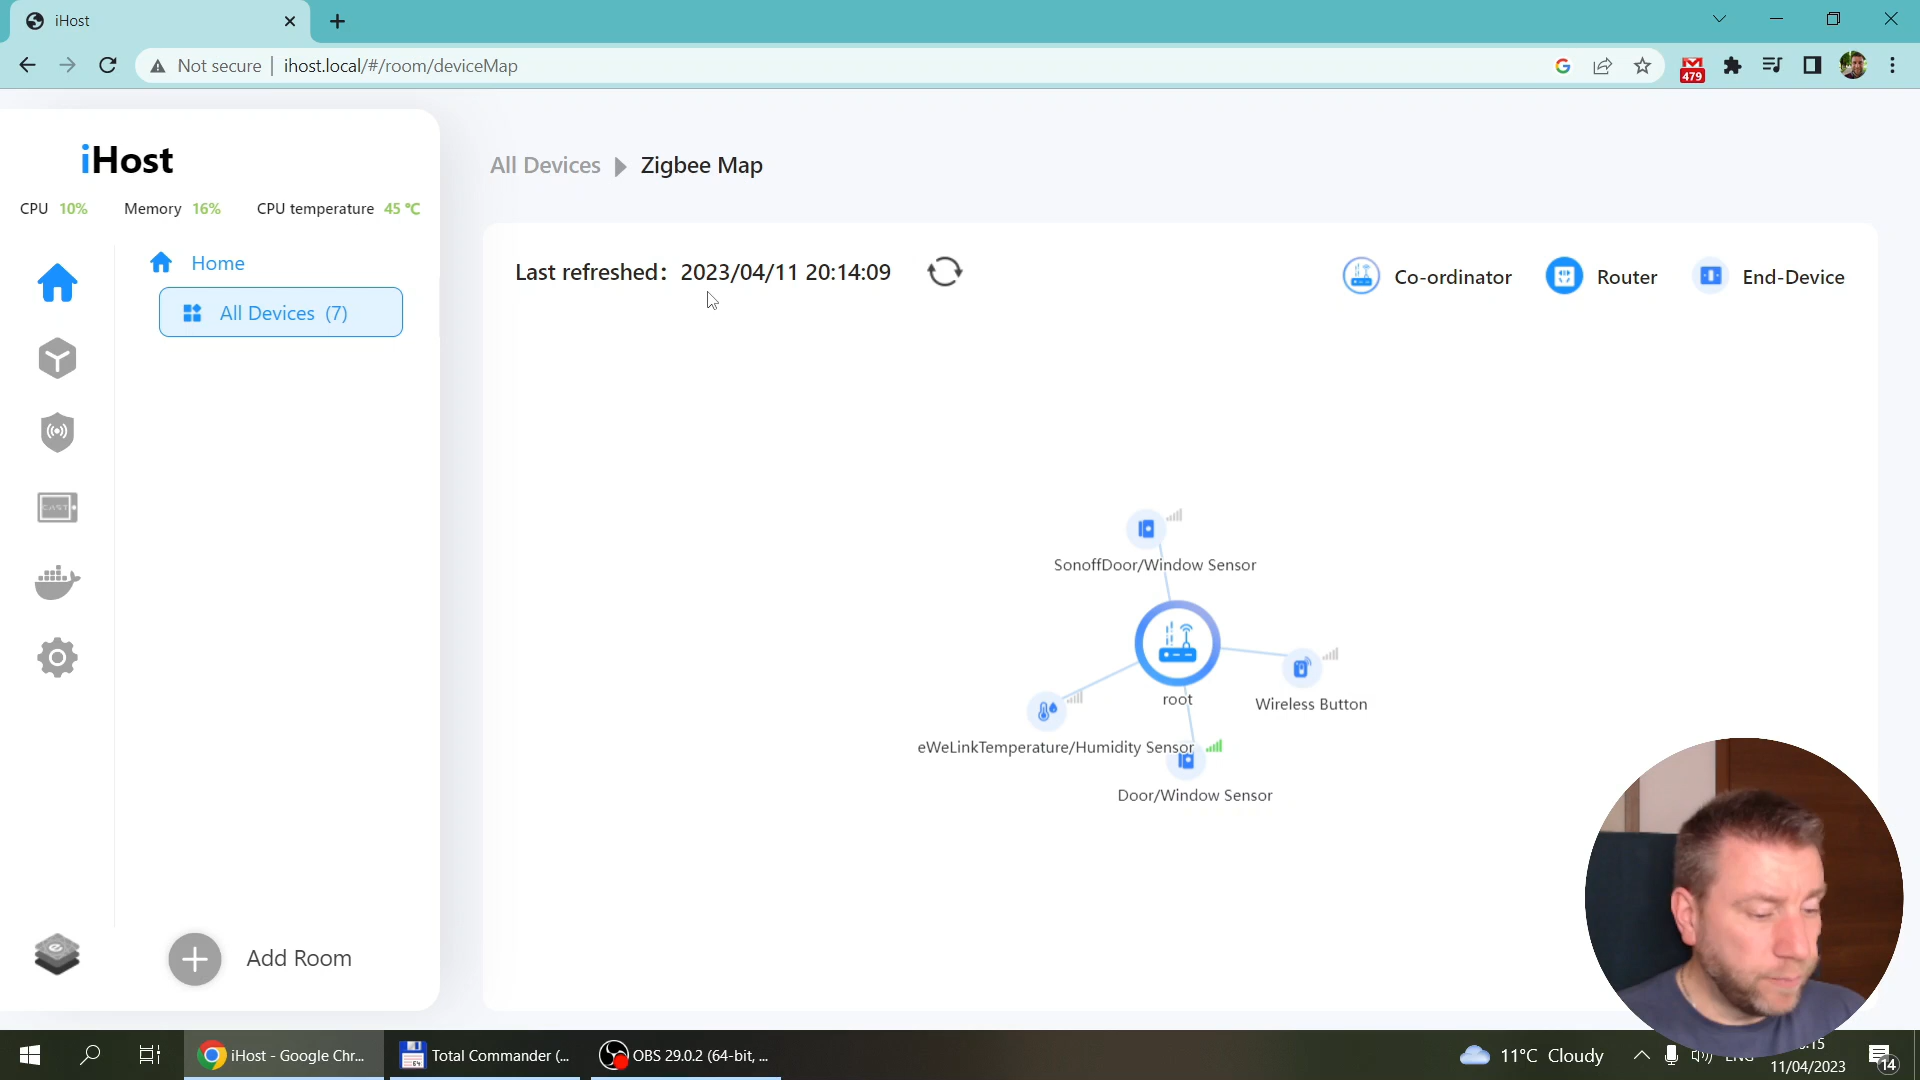 iHost
Not secure
ihost.local/#/room/deviceMap
479
iHost
CPU 10% Memory 16% CPU temperature 45 ℃
Home
All Devices (7)
CAST
Add Room
All Devices Zigbee Map
Last refreshed: 2023/04/11 20:14:09
Co-ordinator
Router
End-Device
SonoffDoor/Window Sensor
root
Wireless Button
eWeLinkTemperature/Humidity Sensor
Door/Window Sensor
iHost - Google Chr...
Total Commander (...
OBS 29.0.2 (64-bit, ...
11°C Cloudy
11/04/2023
14